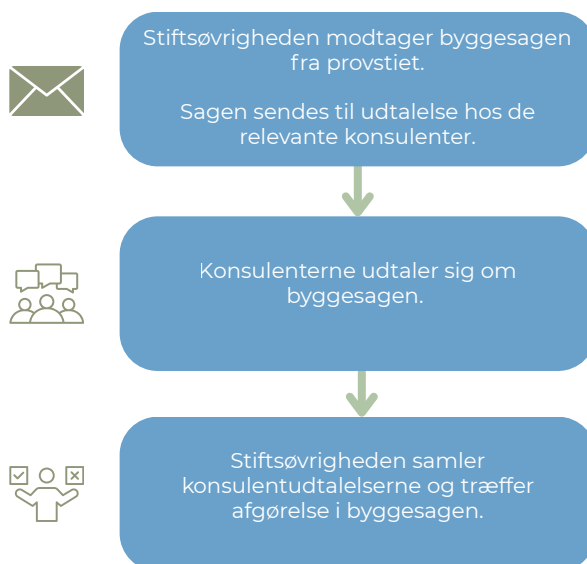 Stiftsøvrigheden modtager byggesagen
fra provstiet.
Sagen sendes til udtalelse hos de
relevante konsulenter.
Konsulenterne udtaler sig om
byggesagen.
Stiftsøvrigheden samler
konsulentudtalelserne og træffer
afgørelse i byggesagen.